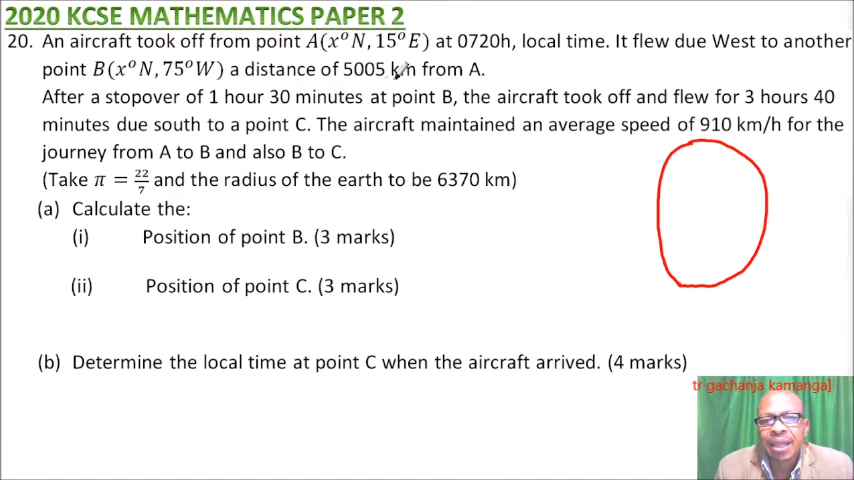 2020 KCSE MATHEMATICS PAPER 2
20. An aircraft took off from point A(x°N, 15°E) at 0720h, local time. It flew due West to another
point B(x°N, 75°W) a distance of 5005 km from A.
After a stopover of 1 hour 30 minutes at point B, the aircraft took off and flew for 3 hours 40
minutes due south to a point C. The aircraft maintained an average speed of 910 km/h for the
journey from A to B and also B to C.
(Take π = 22/7 and the radius of the earth to be 6370 km)
(a) Calculate the:
(i) Position of point B. (3 marks)
(ii) Position of point C. (3 marks)
(b) Determine the local time at point C when the aircraft arrived. (4 marks)
tr gachanja kamanga]